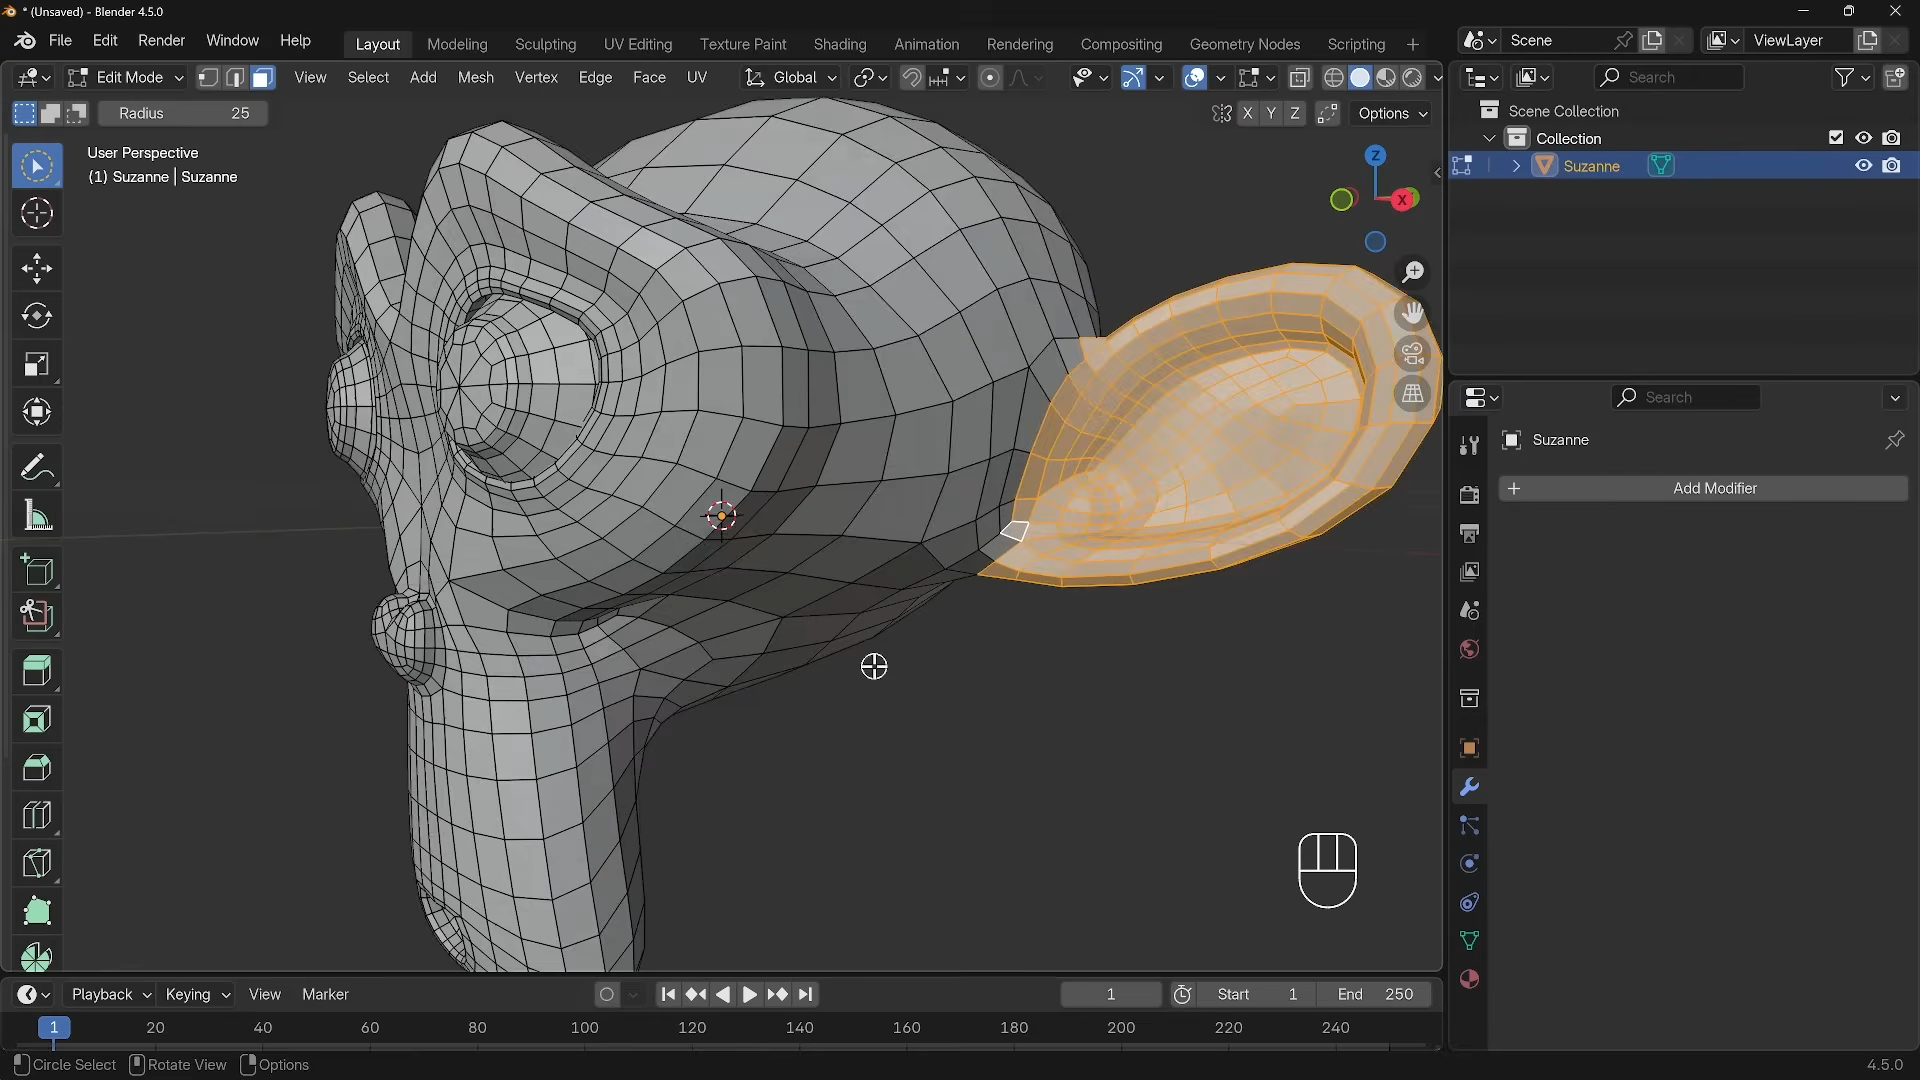 * (Unsaved) - Blender 4.5.0
File Edit Render Window Help
Layout Modeling Sculpting UV Editing Texture Paint Shading Animation Rendering Compositing Geometry Nodes Scripting +
Scene
ViewLayer
Edit Mode View Select Add Mesh Vertex Edge Face UV Global
Search
Radius 25
X Y Z Options
Scene Collection
Collection
Suzanne
User Perspective
(1) Suzanne | Suzanne
Z
X
Search
Suzanne
+ Add Modifier
Playback Keying View Marker
1
Start 1
End 250
1 20 40 60 80 100 120 140 160 180 200 220 240
Circle Select Rotate View Options
4.5.0